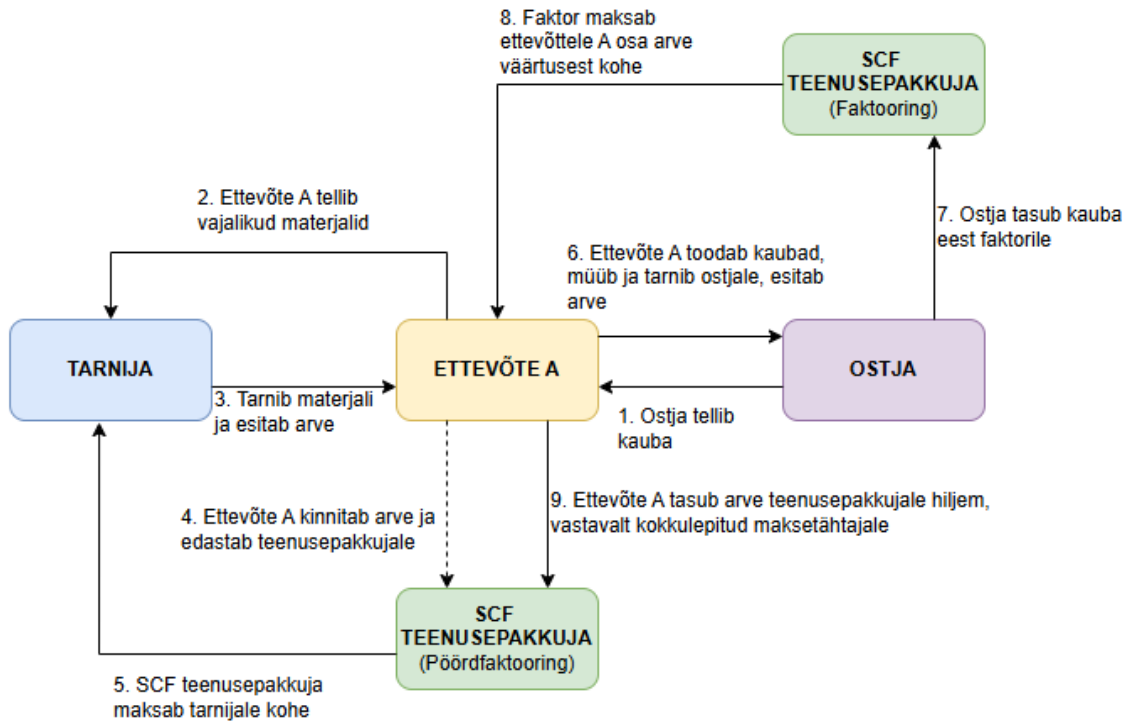 8. Faktor maksab
ettevõttele A osa arve
väärtusest kohe
SCF
TEENUSEPAKKUJA
(Faktooring)
2. Ettevõte A tellib
vajalikud materjalid
7. Ostja tasub kauba
eest faktorile
6. Ettevõte A toodab kaubad,
müüb ja tarnib ostjale, esitab
arve
TARNIJA
ETTEVÕTE A
OSTJA
3. Tarnib materjali
ja esitab arve
1. Ostja tellib
kauba
4. Ettevõte A kinnitab arve ja
edastab teenusepakkujale
9. Ettevõte A tasub arve teenusepakkujale hiljem,
vastavalt kokkulepitud maksetähtajale
SCF
TEENUSEPAKKUJA
(Pöördfaktooring)
5. SCF teenusepakkuja
maksab tarnijale kohe